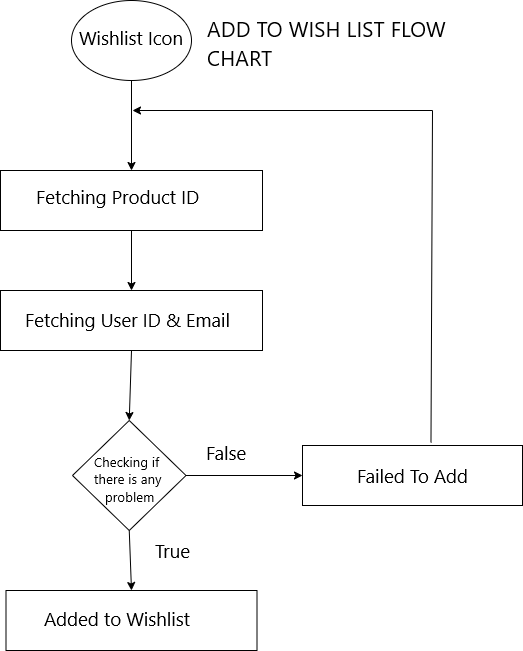 Wishlist Icon
ADD TO WISH LIST FLOW
CHART
Fetching Product ID
Fetching User ID & Email
Checking if
there is any
problem
False
Failed To Add
True
Added to Wishlist